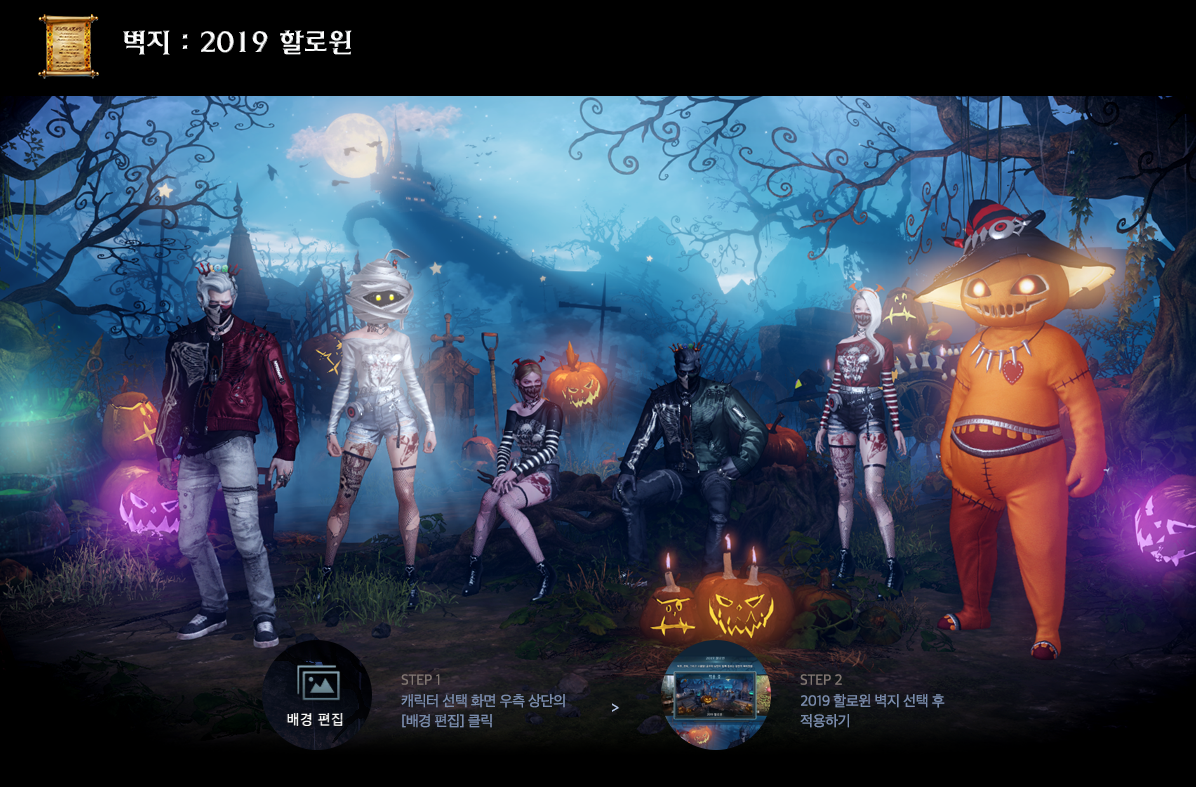 벽지 : 2019 할로윈
배경 편집
STEP 1
캐릭터 선택 화면 우측 상단의
[배경 편집] 클릭
>
STEP 2
2019 할로윈 벽지 선택 후
적용하기